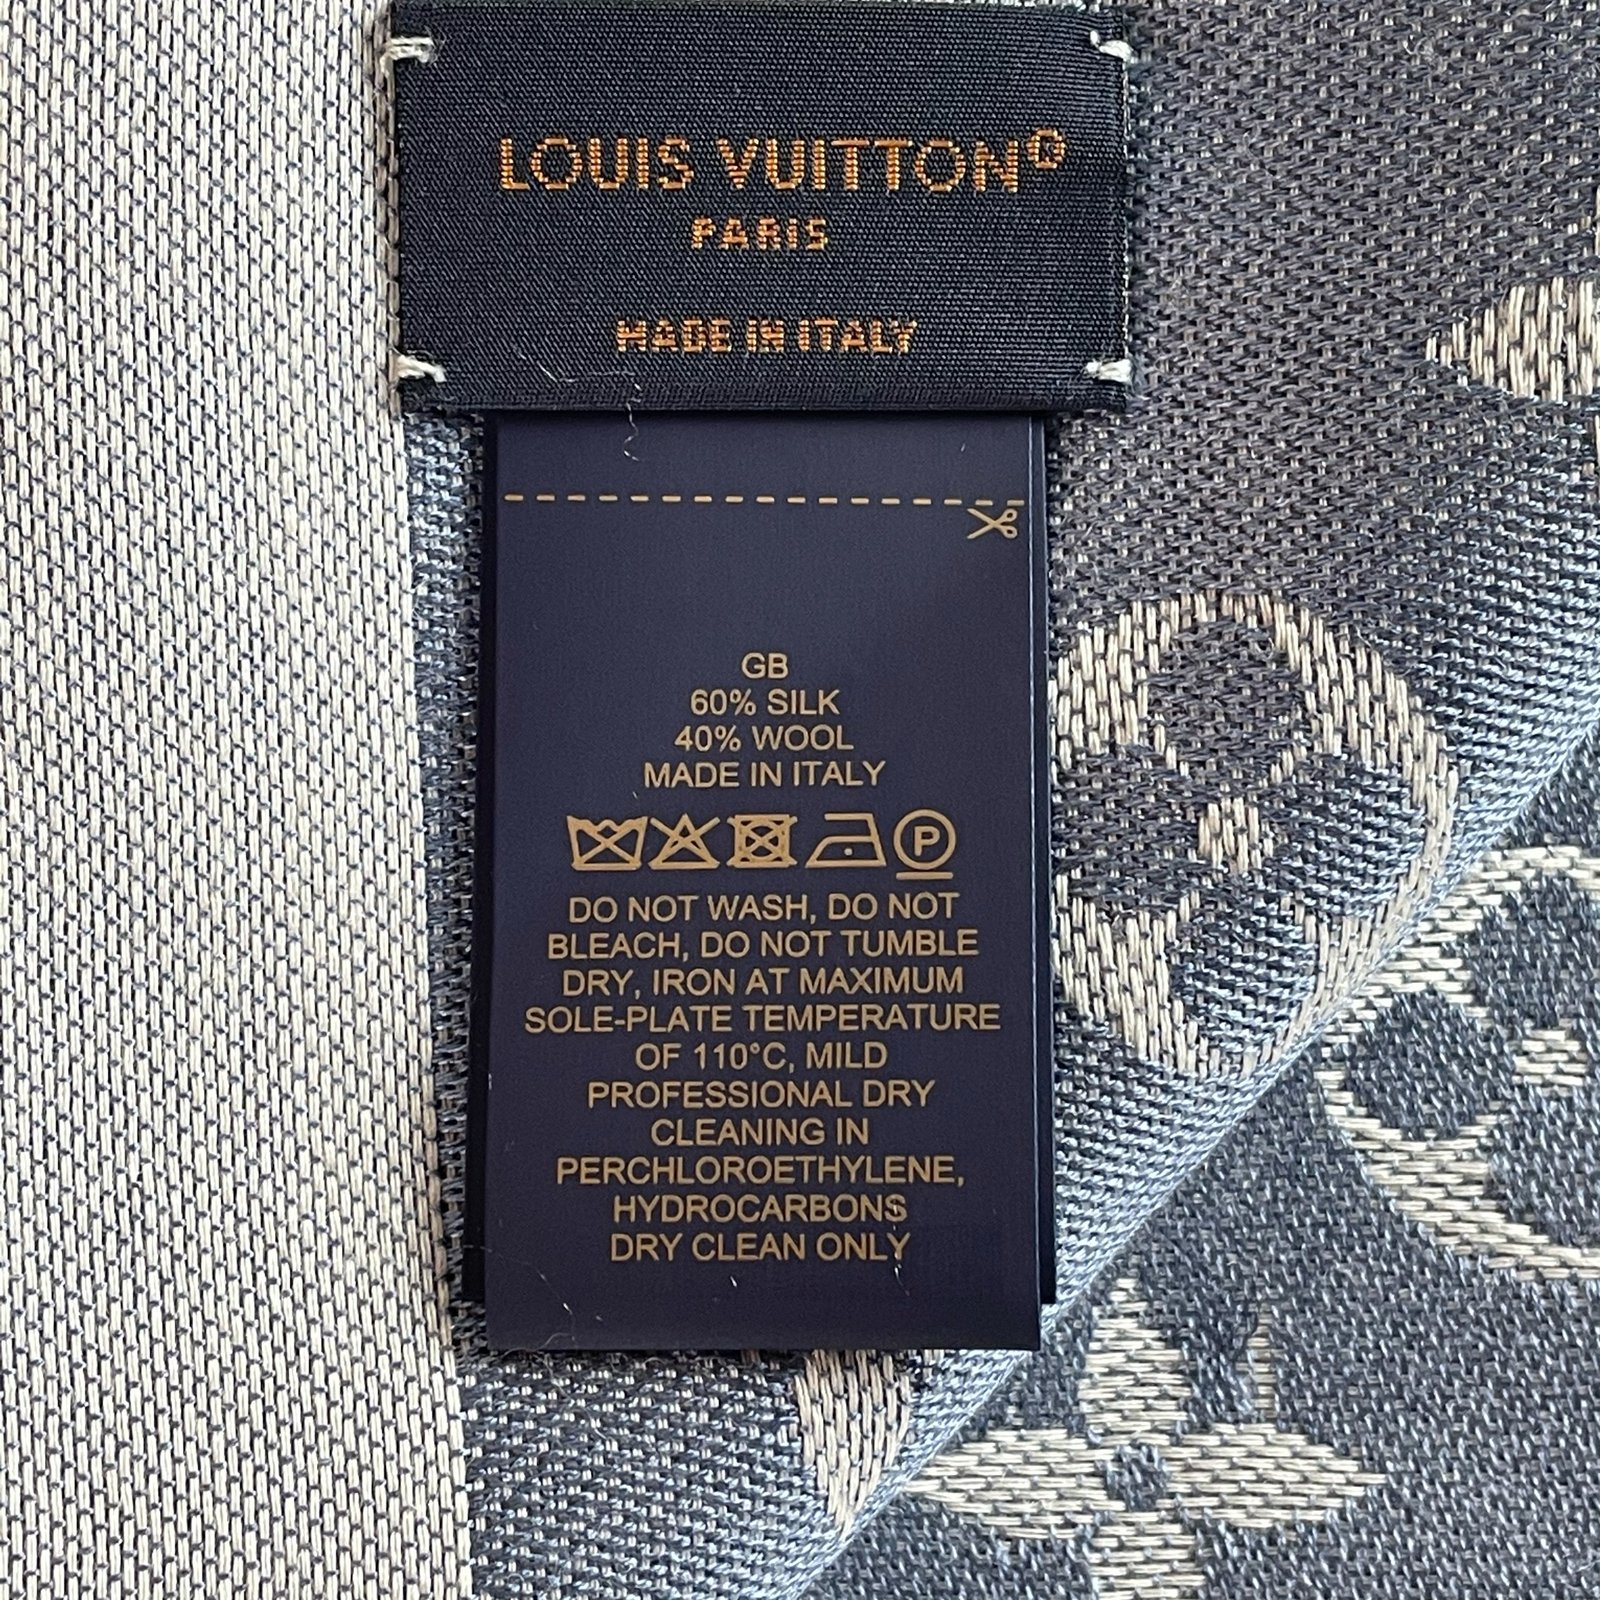 LOUIS VUITTON®
PARIS
MADE IN ITALY
GB
60% SILK
40% WOOL
MADE IN ITALY
P
DO NOT WASH, DO NOT
BLEACH, DO NOT TUMBLE
DRY, IRON AT MAXIMUM
SOLE-PLATE TEMPERATURE
OF 110°C, MILD
PROFESSIONAL DRY
CLEANING IN
PERCHLOROETHYLENE,
HYDROCARBONS
DRY CLEAN ONLY